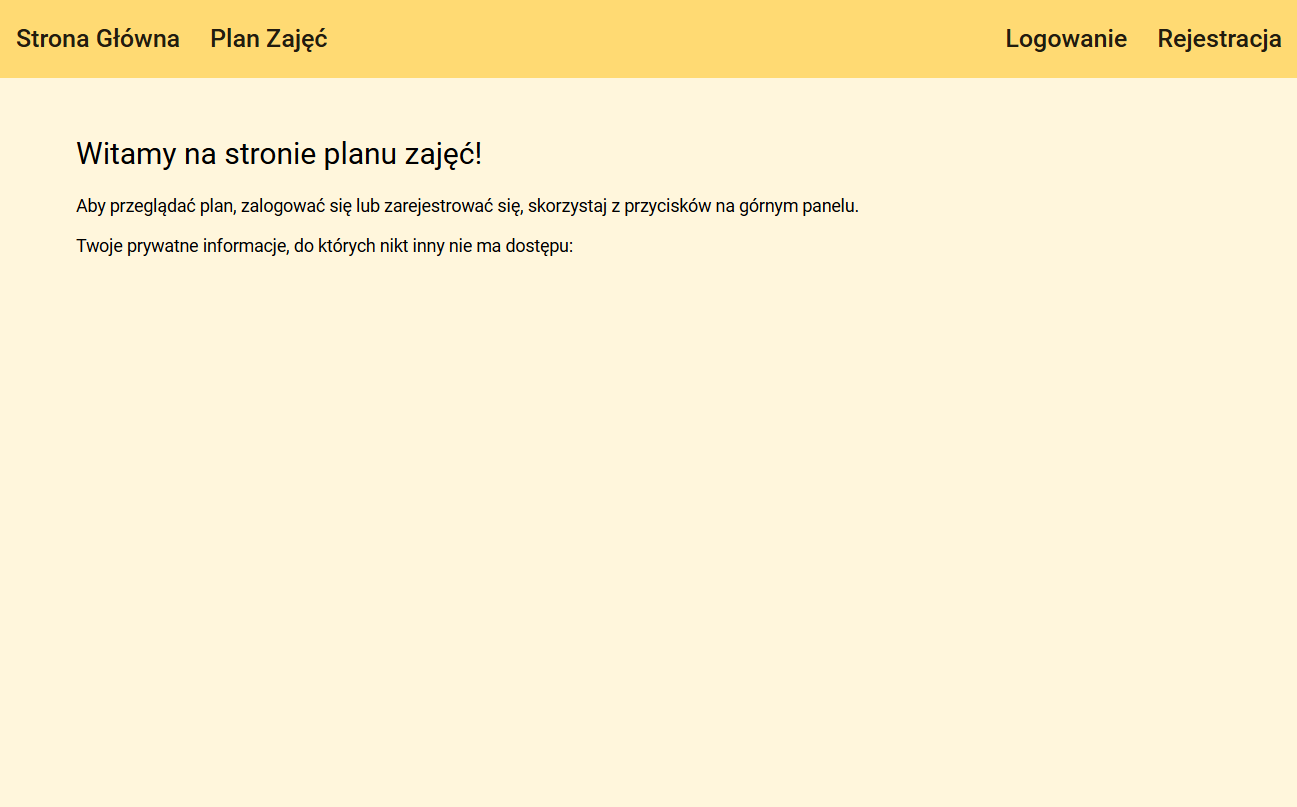 Strona Główna Plan Zajęć Logowanie Rejestracja
Witamy na stronie planu zajęć!
Aby przeglądać plan, zalogować się lub zarejestrować się, skorzystaj z przycisków na górnym panelu.
Twoje prywatne informacje, do których nikt inny nie ma dostępu: